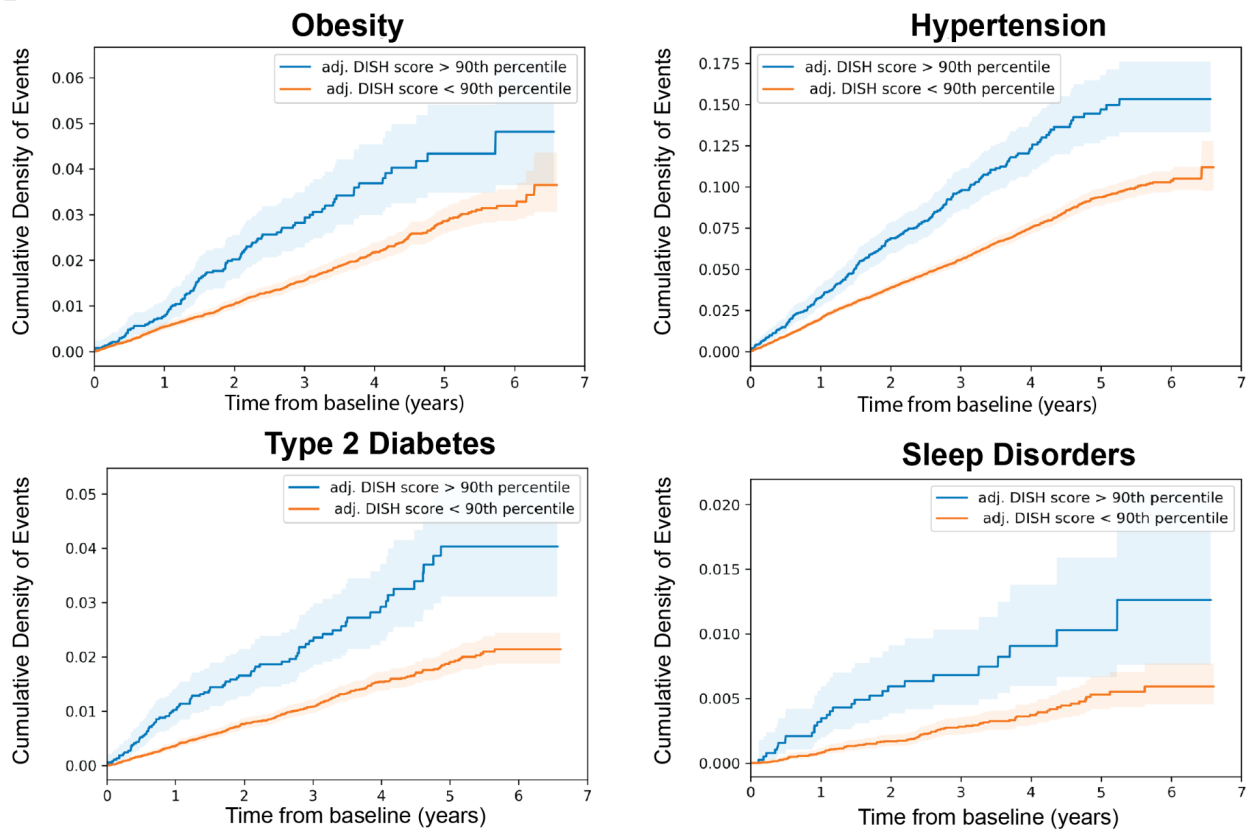 Obesity
Cumulative Density of Events
0.06
0.05
0.04
0.03
0.02
0.01
0.00
adj. DISH score > 90th percentile
adj. DISH score < 90th percentile
0 1 2 3 4 5 6 7
Time from baseline (years)
Hypertension
Cumulative Density of Events
0.175
0.150
0.125
0.100
0.075
0.050
0.025
0.000
adj. DISH score > 90th percentile
adj. DISH score < 90th percentile
0 1 2 3 4 5 6 7
Time from baseline (years)
Type 2 Diabetes
Cumulative Density of Events
0.05
0.04
0.03
0.02
0.01
0.00
adj. DISH score > 90th percentile
adj. DISH score < 90th percentile
0 1 2 3 4 5 6 7
Time from baseline (years)
Sleep Disorders
Cumulative Density of Events
0.020
0.015
0.010
0.005
0.000
adj. DISH score > 90th percentile
adj. DISH score < 90th percentile
0 1 2 3 4 5 6 7
Time from baseline (years)